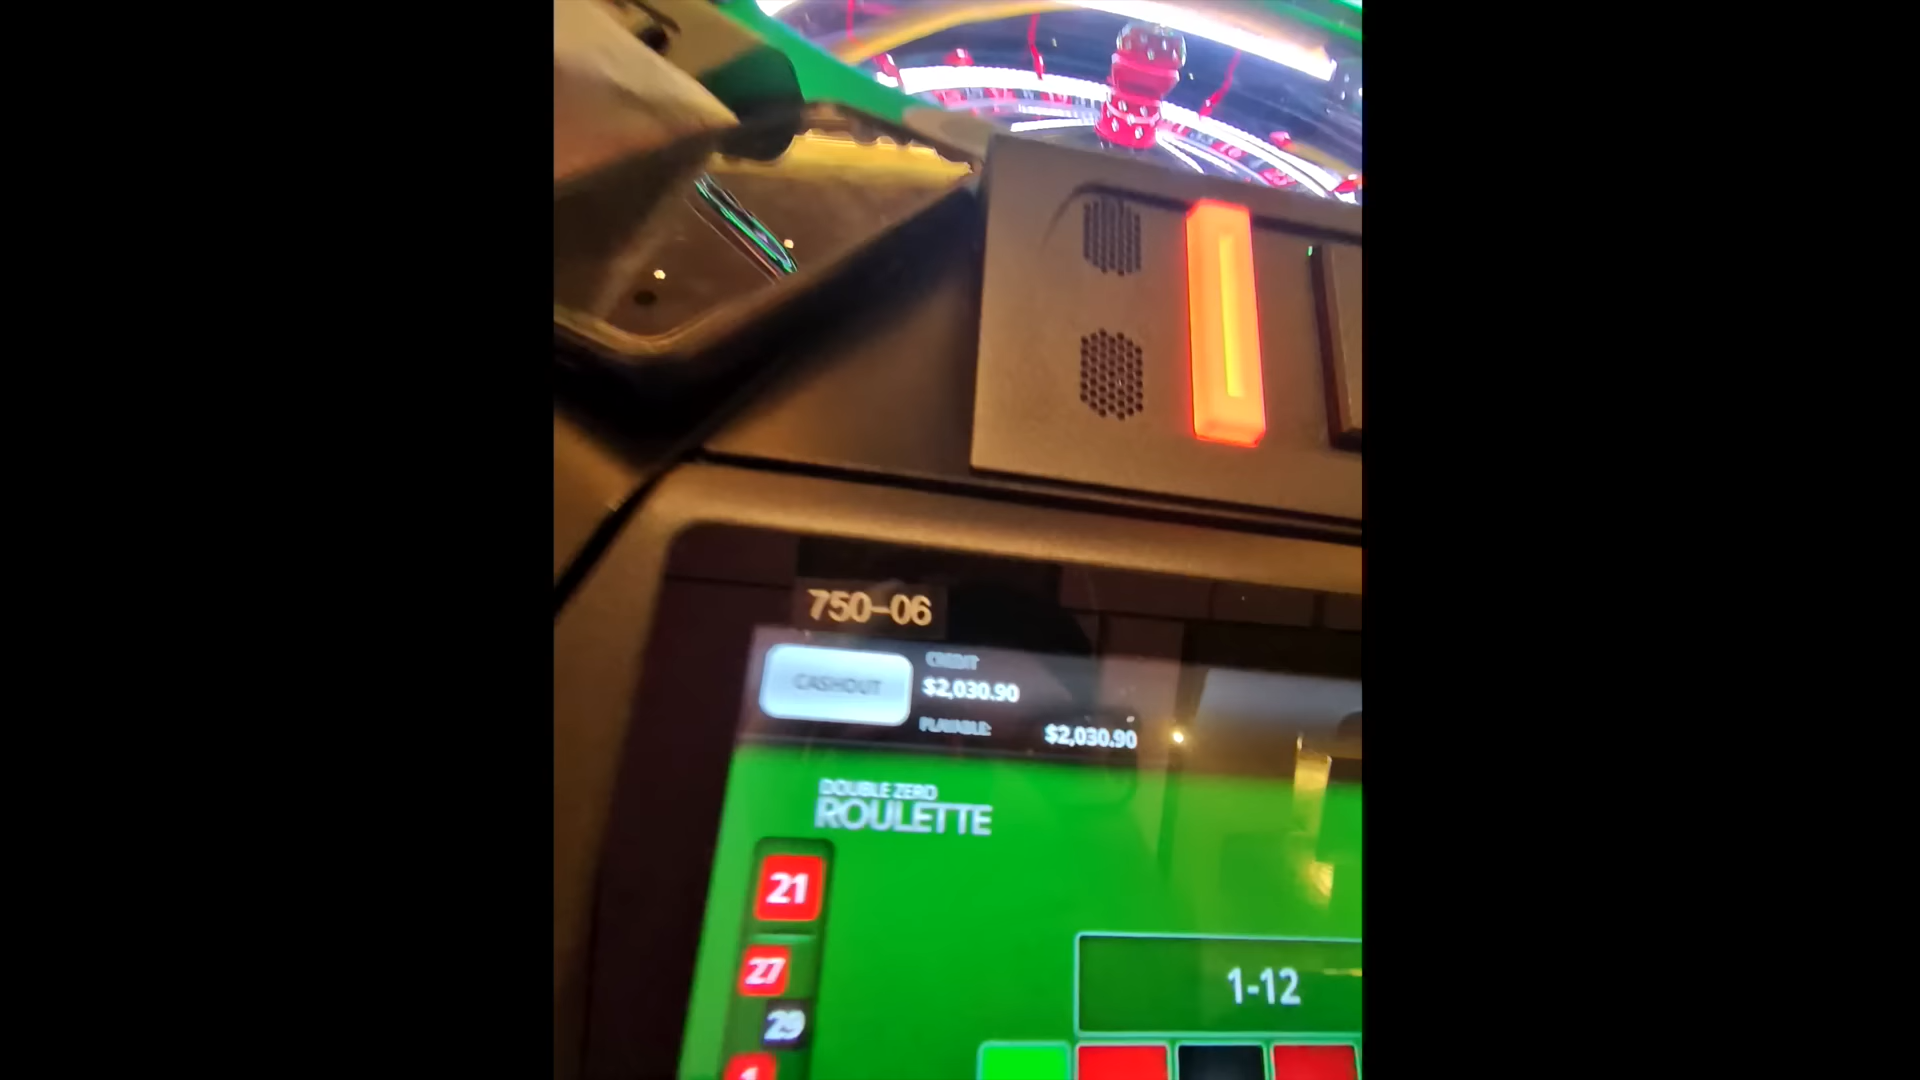 750-06
CASHOUT
CREDIT
$2,030.90
PLAYABLE:
$2,030.90
DOUBLE ZERO
ROULETTE
21
27
29
1-12